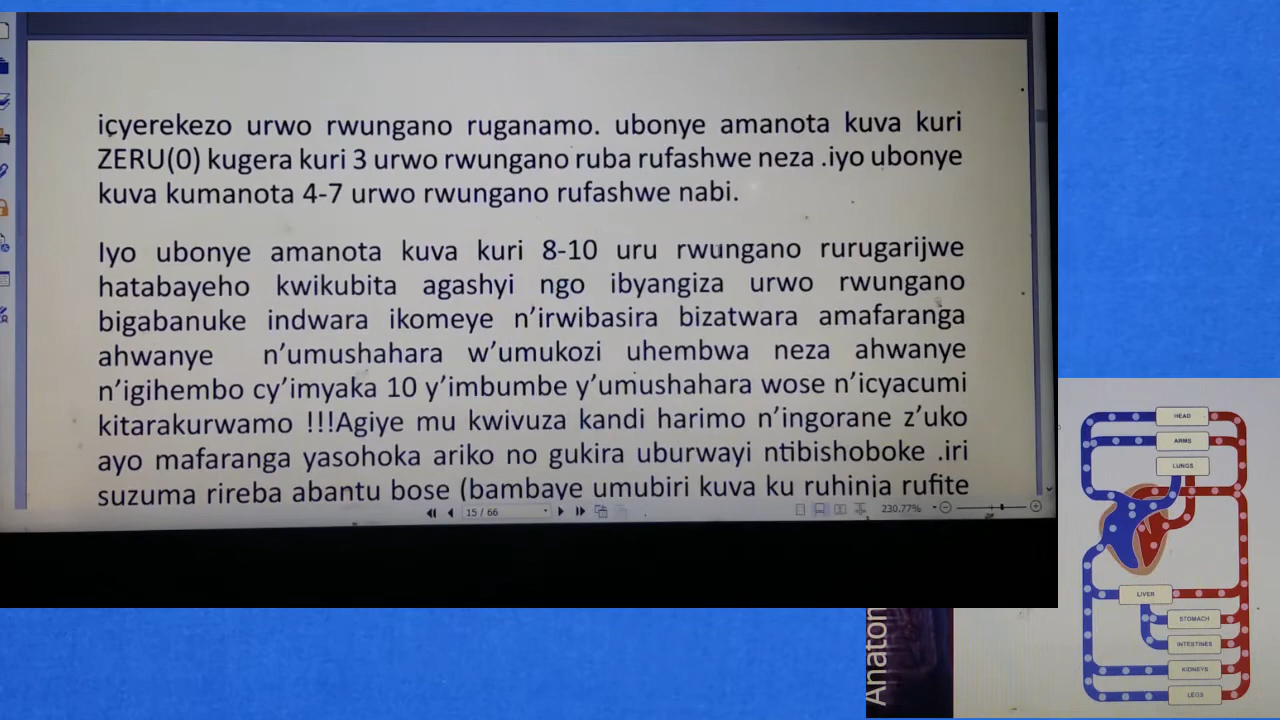 içyerekezo urwo rwungano ruganamo. ubonye amanota kuva kuri
ZERU(0) kugera kuri 3 urwo rwungano ruba rufashwe neza .iyo ubonye
kuva kumanota 4-7 urwo rwungano rufashwe nabi.
Iyo ubonye amanota kuva kuri 8-10 uru rwungano rurugarijwe
hatabayeho kwikubita agashyi ngo ibyangiza urwo rwungano
bigabanuke indwara ikomeye n’irwibasira bizatwara amafaranga
ahwanye n’umushahara w’umukozi uhembwa neza ahwanye
n’igihembo cy’imyaka 10 y’imbumbe y’umushahara wose n’icyacumi
kitarakurwamo !!!Agiye mu kwivuza kandi harimo n’ingorane z’uko
ayo mafaranga yasohoka ariko no gukira uburwayi ntibishoboke .iri
suzuma rireba abantu bose (bambaye umubiri kuva ku ruhinja rufite
15 / 66
230.77%
HEAD
ARMS
LUNGS
LIVER
STOMACH
INTESTINES
KIDNEYS
LEGS
Anatom